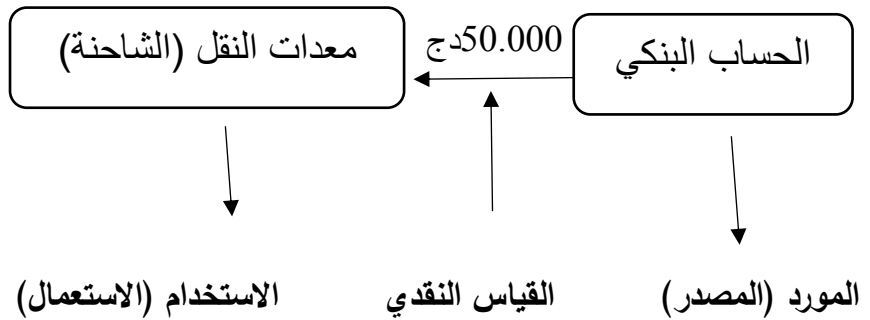 الحساب البنكي
50.000دج
معدات النقل (الشاحنة)
المورد (المصدر)
القياس النقدي
الاستخدام (الاستعمال)